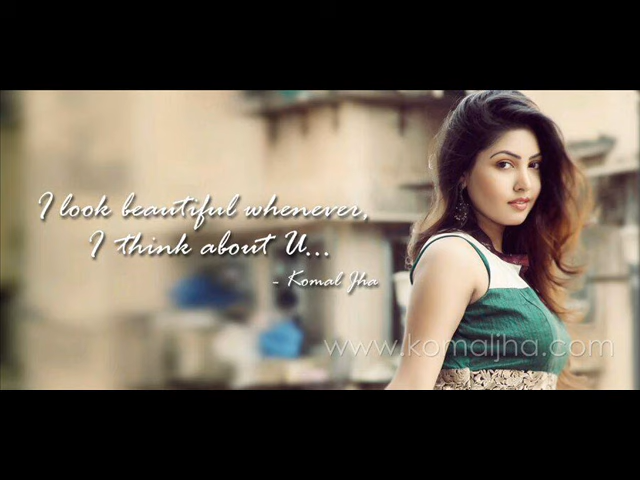 I look beautiful whenever,
I think about U...
- Komal Jha
www.komaljha.com